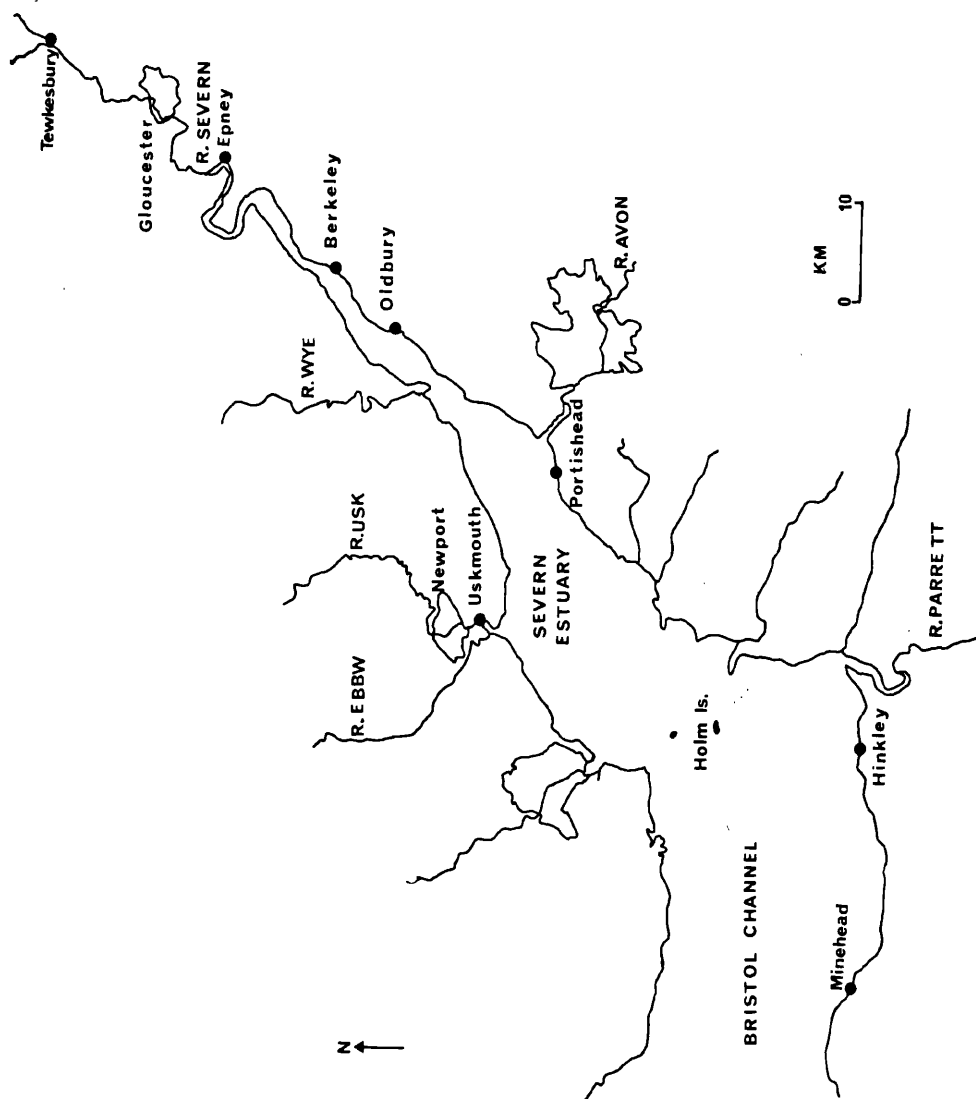 Tewkesbury
Gloucester
R. SEVERN
Epney
Berkeley
Oldbury
R. WYE
R. AVON
KM
0 10
R. USK
Newport
Uskmouth
Portishead
SEVERN
ESTUARY
R. EBBW
R. PARRETT
Holm Is.
Hinkley
BRISTOL CHANNEL
Minehead
N